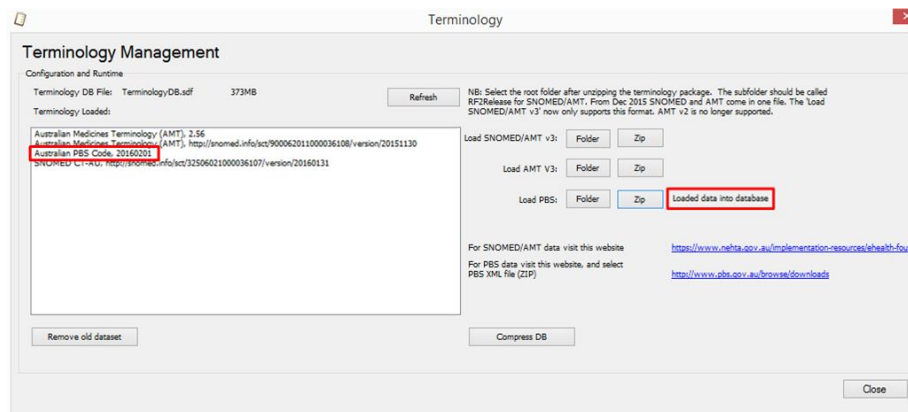 Terminology
Terminology Management
Configuration and Runtime
Terminology DB File: TerminologyDB.sdf 373MB
Refresh
Terminology Loaded:
Australian Medicines Terminology (AMT), 2.56
Australian Medicines Terminology (AMT), http://snomed.info/sct/900062011000036108/version/20151130
Australian PBS Code, 20160201
SNOMED CT-AU, http://snomed.info/sct/32506021000036107/version/20160131
Remove old dataset
NB: Select the root folder after unzipping the terminology package. The subfolder should be called
RF2Release for SNOMED/AMT. From Dec 2015 SNOMED and AMT come in one file. The 'Load
SNOMED/AMT v3' now only supports this format. AMT v2 is no longer supported.
Load SNOMED/AMT v3: Folder Zip
Load AMT V3: Folder Zip
Load PBS: Folder Zip Loaded data into database
For SNOMED/AMT data visit this website https://www.nehta.gov.au/implementation-resources/ehealth-fou
For PBS data visit this website, and select
PBS XML file (ZIP) http://www.pbs.gov.au/browse/downloads
Compress DB
Close